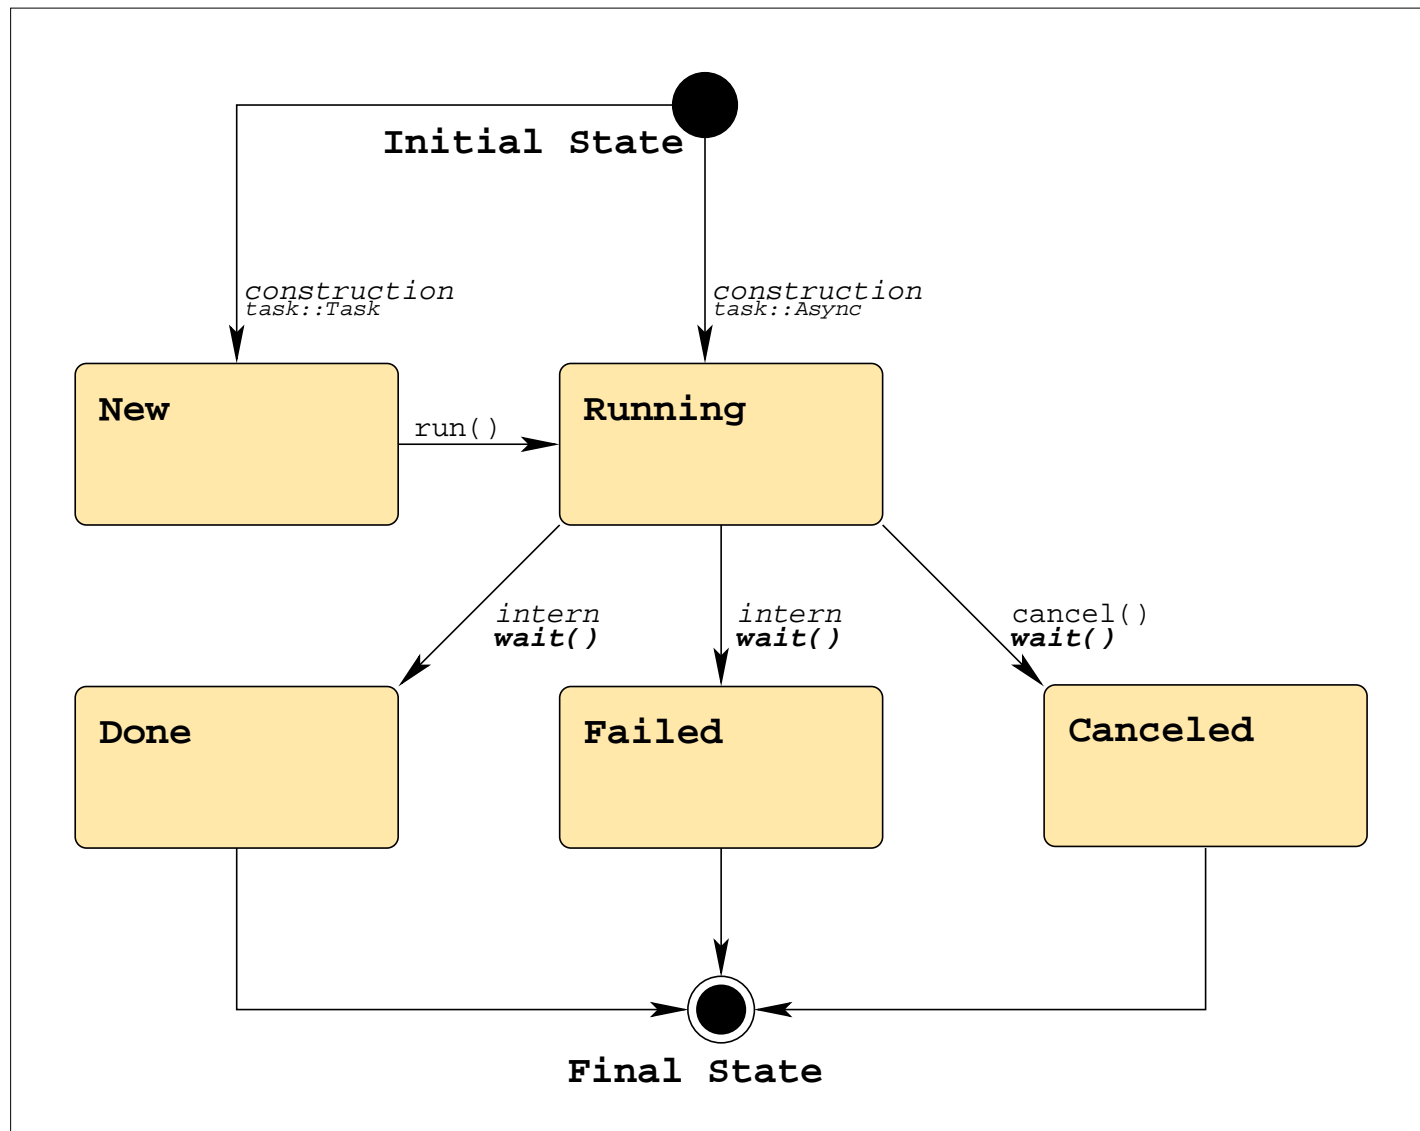 Initial State
construction
task::Task
construction
task::Async
New
run()
Running
intern
wait()
intern
wait()
cancel()
wait()
Done
Failed
Canceled
Final State